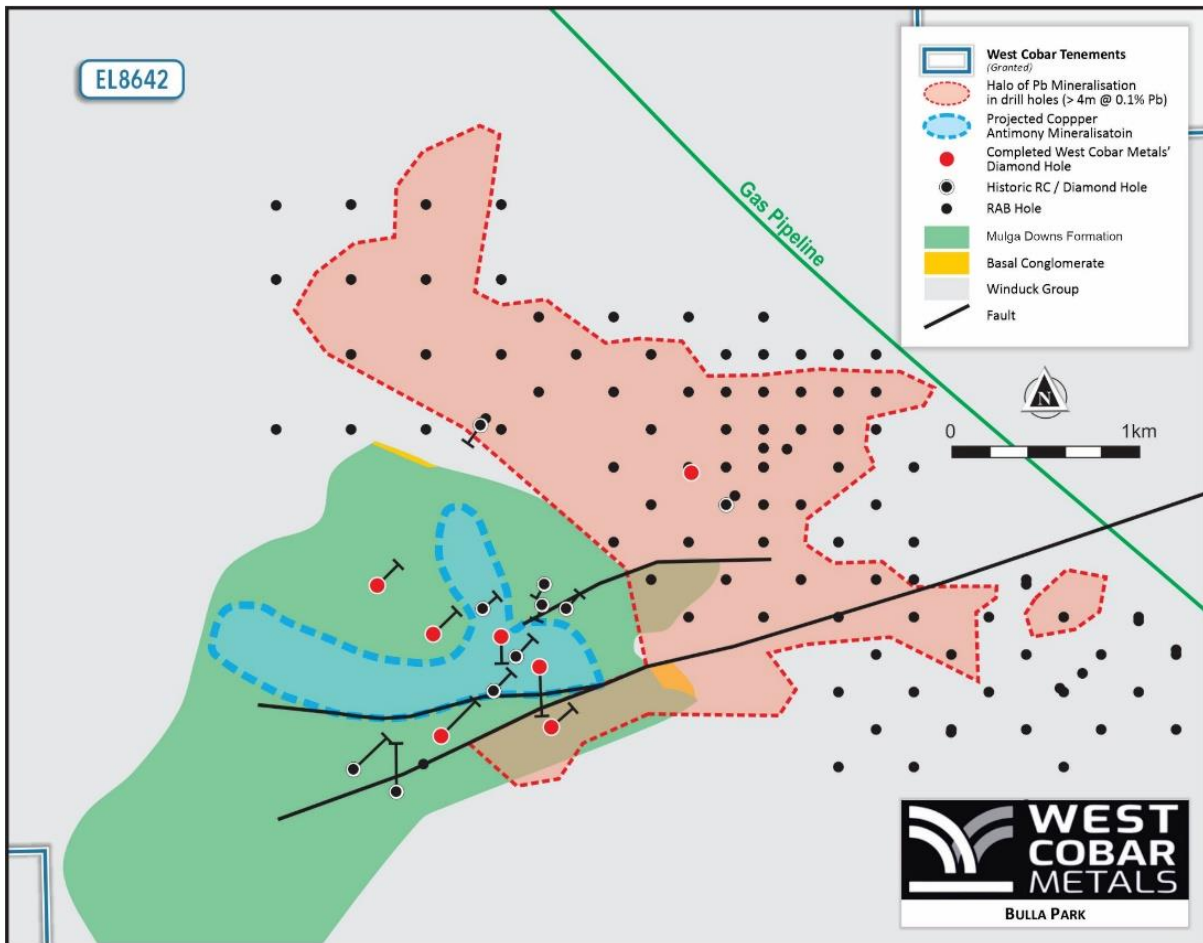 EL8642
West Cobar Tenements
(Granted)
Halo of Pb Mineralisation
in drill holes (> 4m @ 0.1% Pb)
Projected Coppper
Antimony Mineralisatoin
Completed West Cobar Metals'
Diamond Hole
Historic RC / Diamond Hole
RAB Hole
Mulga Downs Formation
Basal Conglomerate
Winduck Group
Fault
Gas Pipeline
N
0 1km
WEST
COBAR
METALS
BULLA PARK